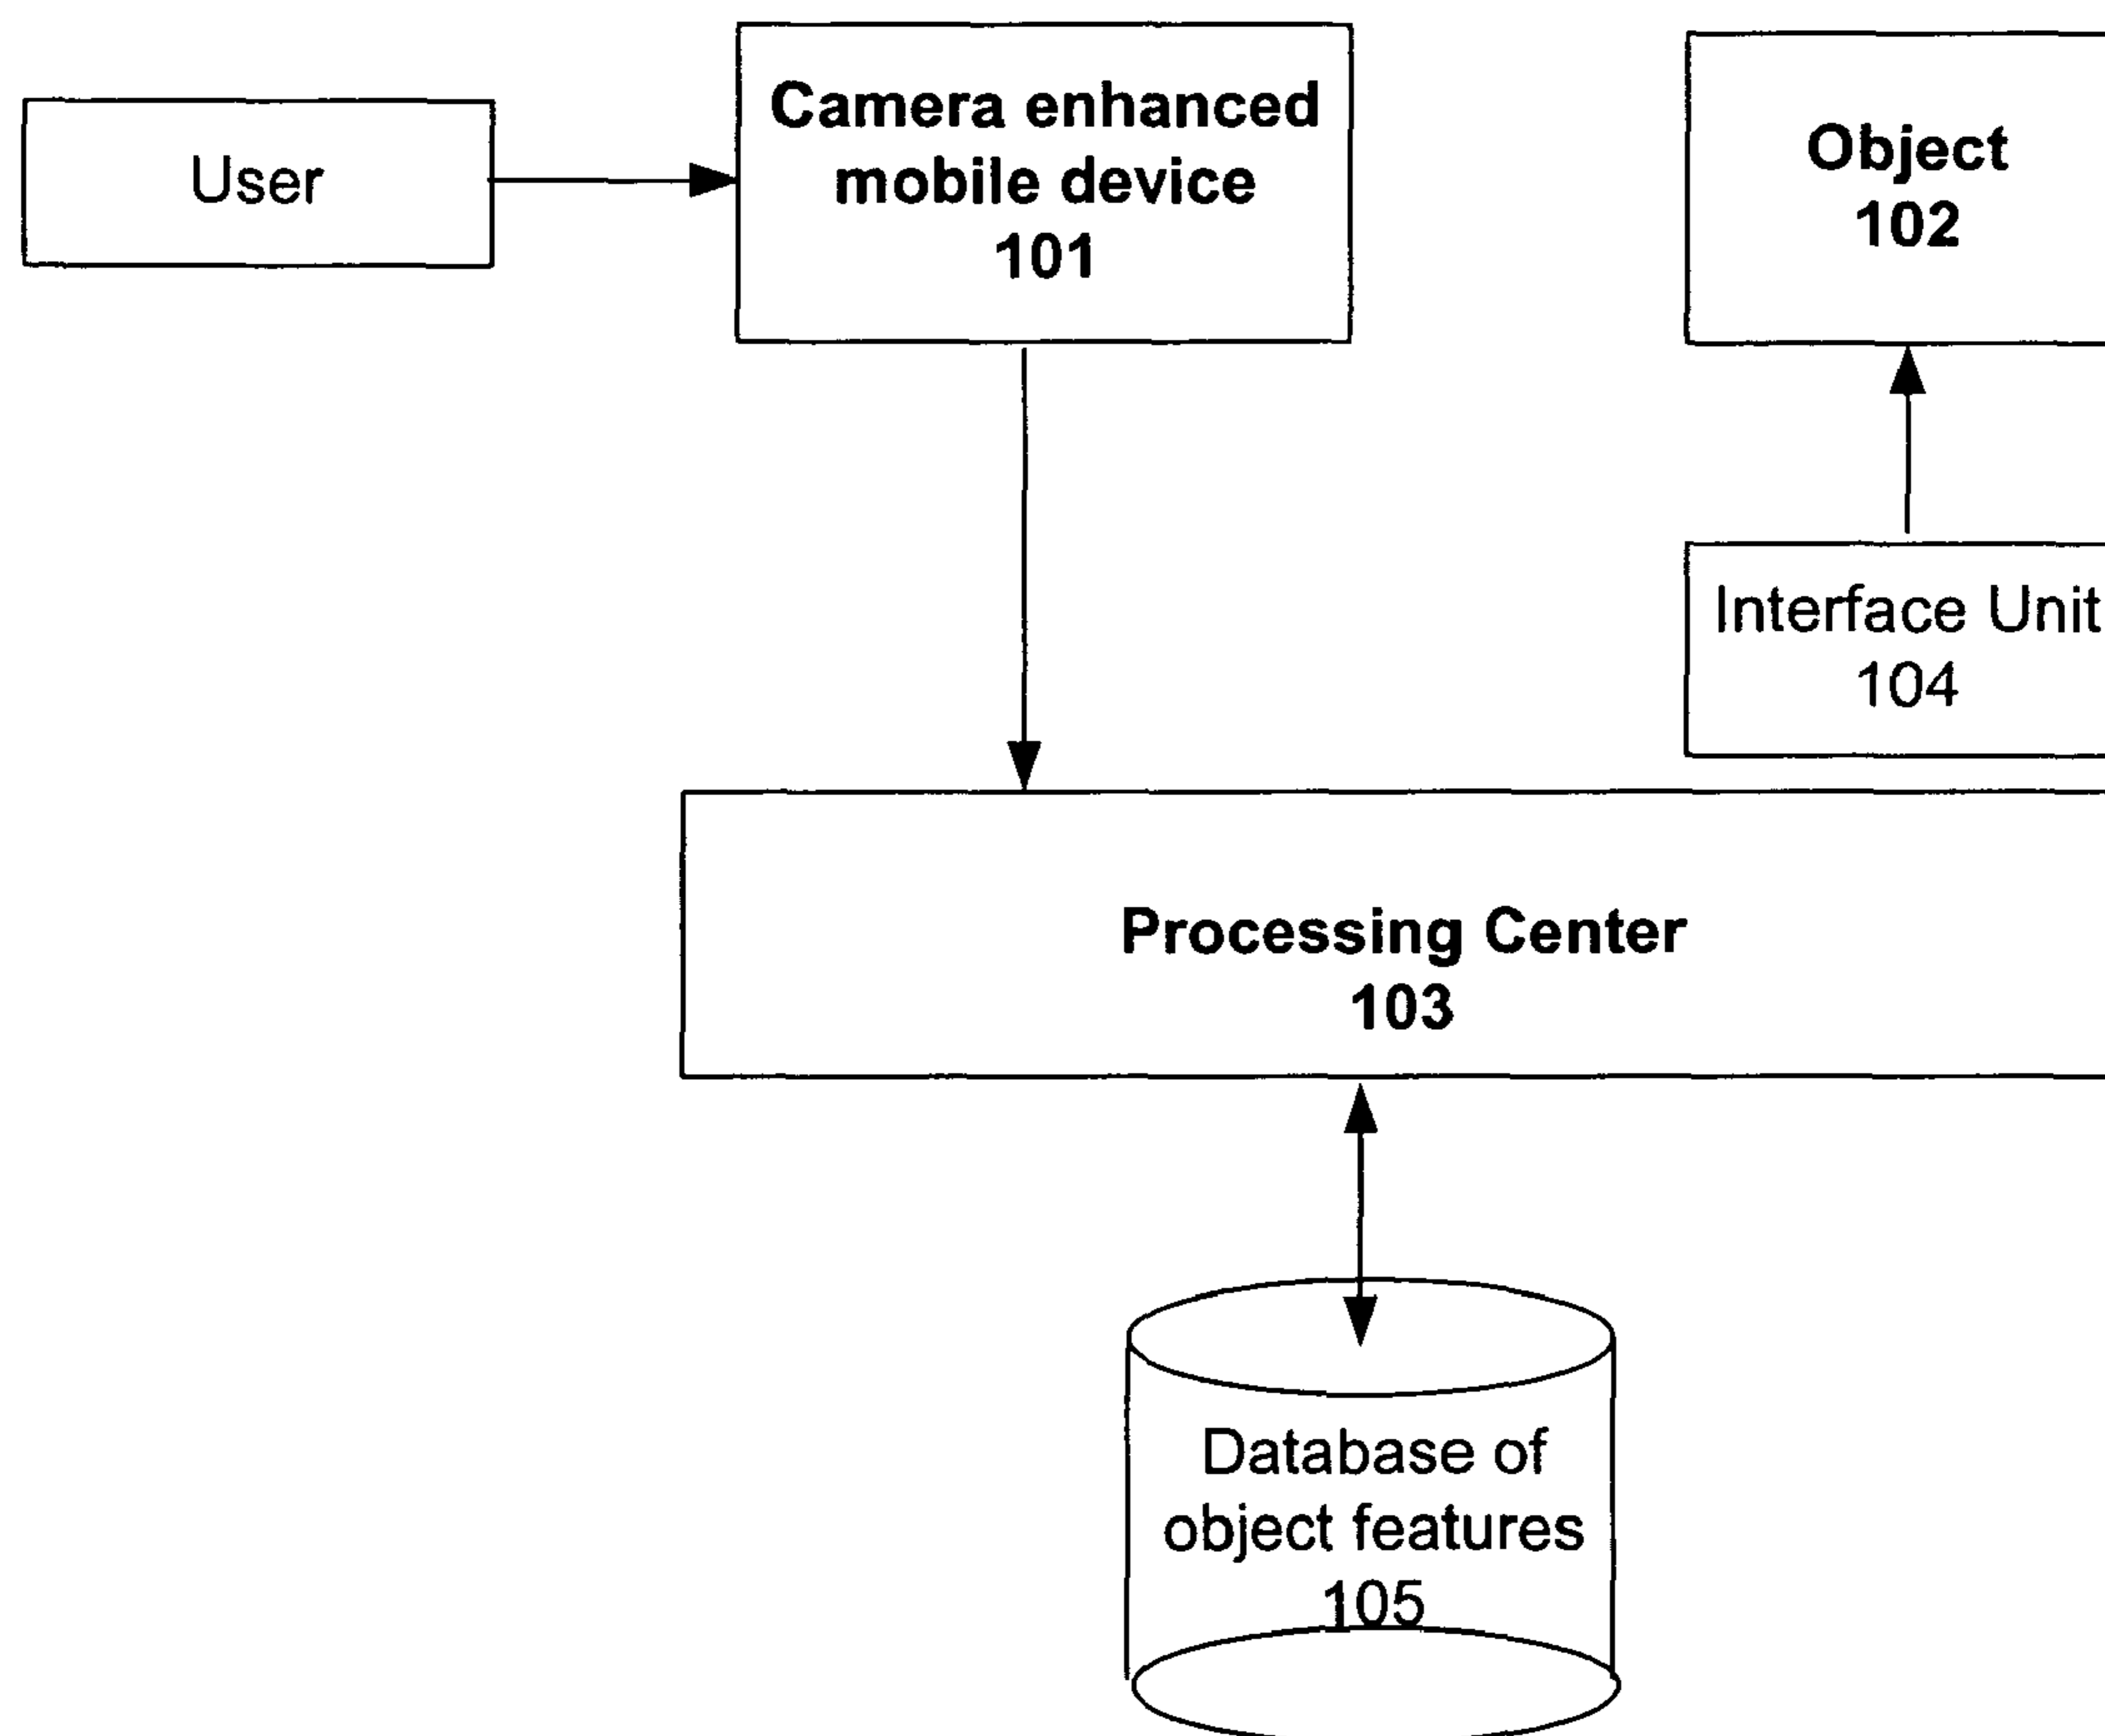 User
Camera enhanced
mobile device
101
Object
102
Interface Unit
104
Processing Center
103
Database of
object features
105